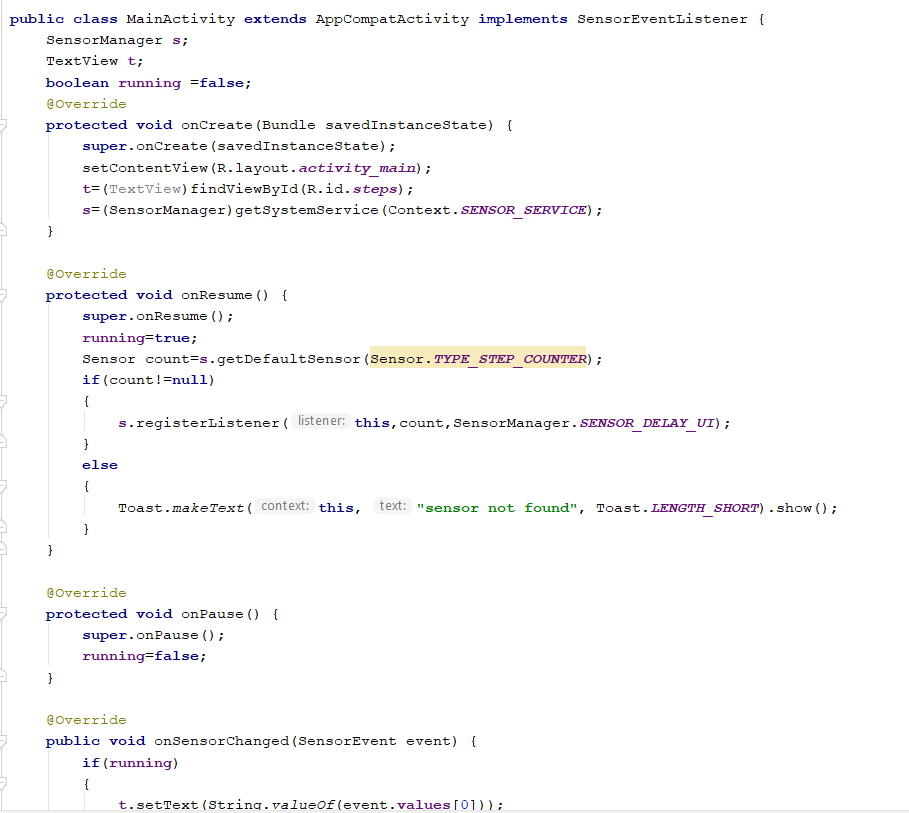 public class MainActivity extends AppCompatActivity implements SensorEventListener {
SensorManager s;
TextView t;
boolean running =false;
@Override
protected void onCreate(Bundle savedInstanceState) {
super.onCreate(savedInstanceState);
setContentView(R.layout.activity_main);
t=(TextView)findViewById(R.id.steps);
s=(SensorManager)getSystemService(Context.SENSOR_SERVICE);
}
@Override
protected void onResume() {
super.onResume();
running=true;
Sensor count=s.getDefaultSensor(Sensor.TYPE_STEP_COUNTER);
if(count!=null)
{
s.registerListener( listener: this,count,SensorManager.SENSOR_DELAY_UI);
}
else
{
Toast.makeText( context: this, text: "sensor not found", Toast.LENGTH_SHORT).show();
}
}
@Override
protected void onPause() {
super.onPause();
running=false;
}
@Override
public void onSensorChanged(SensorEvent event) {
if(running)
{
t.setText(String.valueOf(event.values[0]));